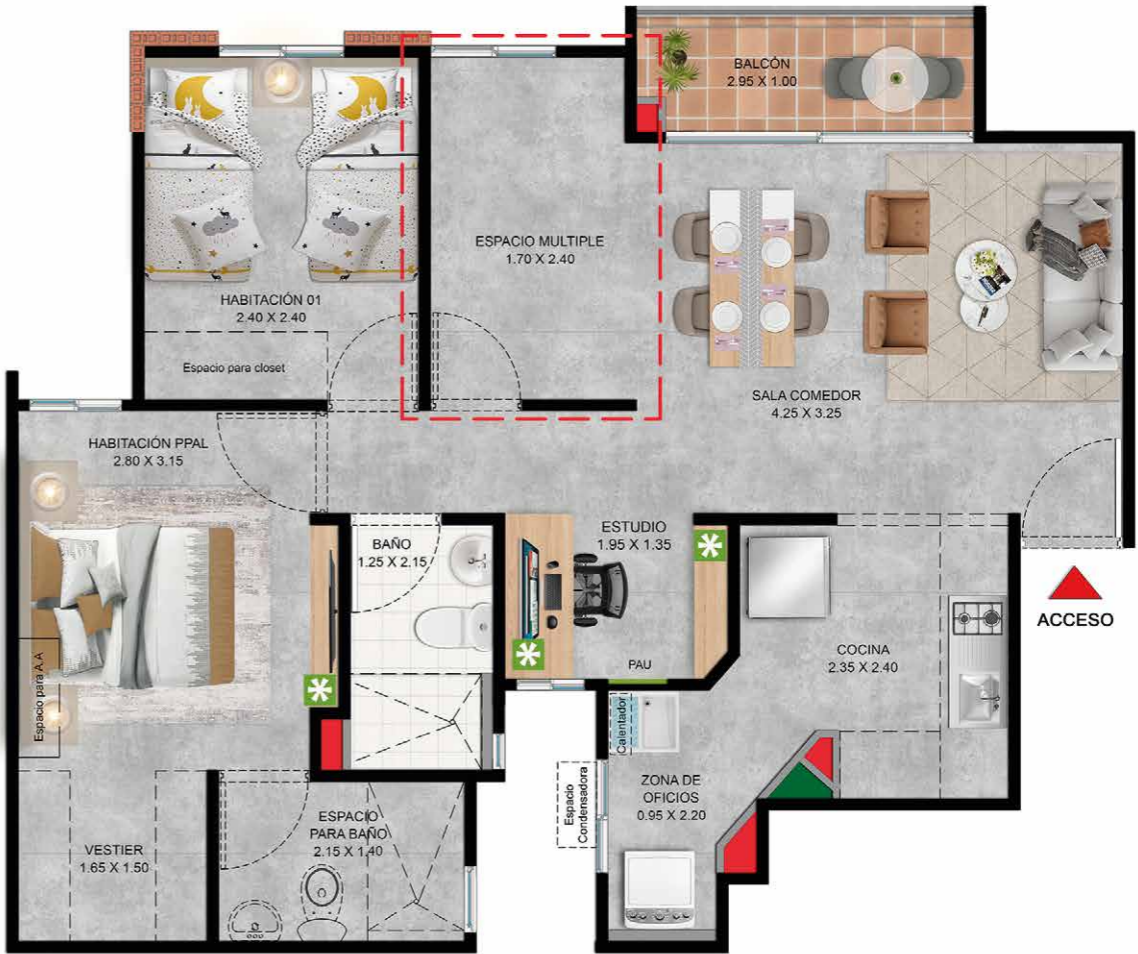 BALCÓN
2.95 X 1.00
ESPACIO MULTIPLE
1.70 X 2.40
HABITACIÓN 01
2.40 X 2.40
Espacio para closet
SALA COMEDOR
4.25 X 3.25
HABITACIÓN PPAL
2.80 X 3.15
BAÑO
1.25 X 2.15
ESTUDIO
1.95 X 1.35
PAU
ACCESO
COCINA
2.35 X 2.40
Espacio para A.A
Calentador
ZONA DE
OFICIOS
0.95 X 2.20
Espacio
Condensadora
ESPACIO
PARA BAÑO
2.15 X 1.40
VESTIER
1.65 X 1.50